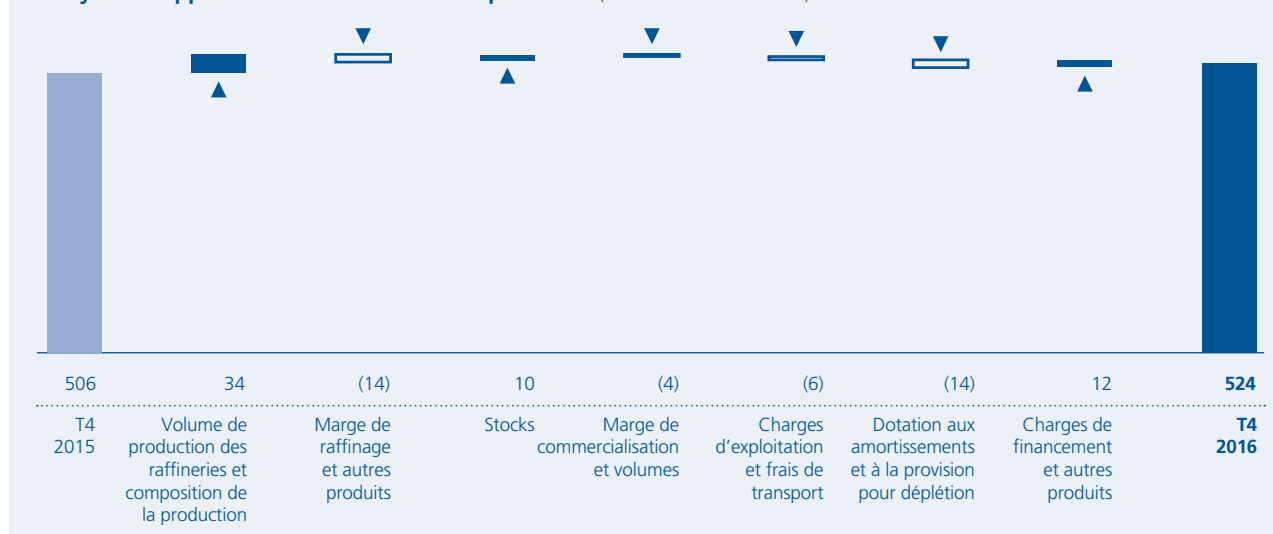 506 34 (14) 10 (4) (6) (14) 12 524
T4
2015
Volume de
production des
raffineries et
composition de
la production
Marge de
raffinage
et autres
produits
Stocks
Marge de
commercialisation
et volumes
Charges
d'exploitation
et frais de
transport
Dotation aux
amortissements
et à la provision
pour déplétion
Charges de
financement
et autres
produits
T4
2016